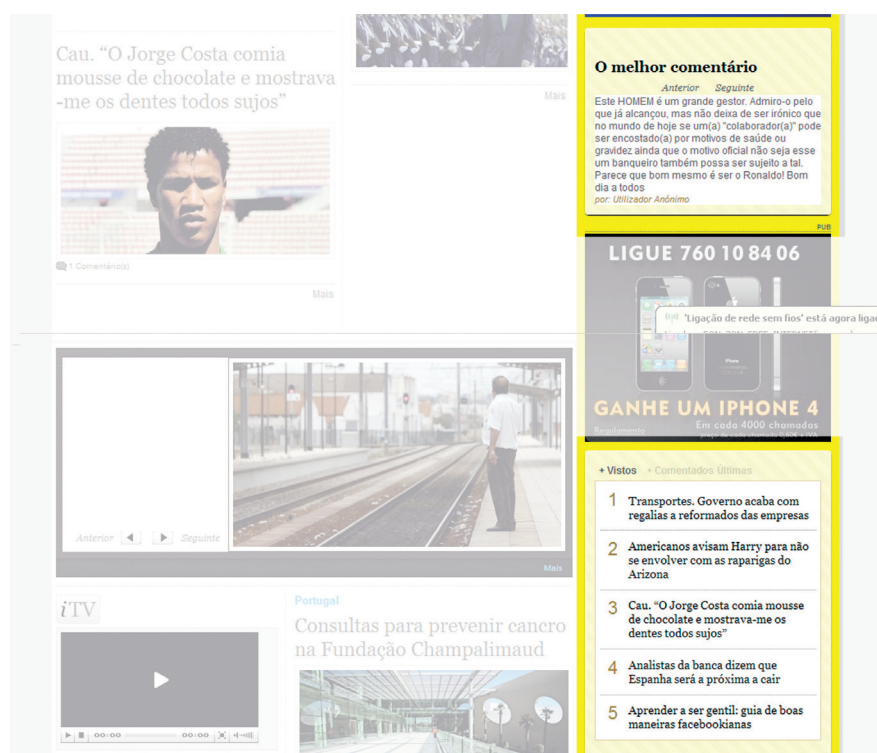 Cau. “O Jorge Costa comia
mousse de chocolate e mostrava
-me os dentes todos sujos”
1 Comentário(s)
Mais
Mais
O melhor comentário
Anterior Seguinte
Este HOMEM é um grande gestor. Admiro-o pelo
que já alcançou, mas não deixa de ser irónico que
no mundo de hoje se um(a) "colaborador(a)" pode
ser encostado(a) por motivos de saúde ou
gravidez ainda que o motivo oficial não seja esse
um banqueiro também possa ser sujeito a tal.
Parece que bom mesmo é ser o Ronaldo! Bom
dia a todos
por: Utilizador Anónimo
PUB
LIGUE 760 10 84 06
'Ligação de rede sem fios' está agora liga
iPhone
GANHE UM IPHONE 4
Em cada 4000 chamadas
Regulamento
preço de cada chamada 0,60€ + IVA
Anterior Seguinte
Mais
iTV
00:00 00:00
Portugal
Consultas para prevenir cancro
na Fundação Champalimaud
+ Vistos + Comentados Últimas
1 Transportes. Governo acaba com
regalias a reformados das empresas
2 Americanos avisam Harry para não
se envolver com as raparigas do
Arizona
3 Cau. “O Jorge Costa comia mousse
de chocolate e mostrava-me os
dentes todos sujos”
4 Analistas da banca dizem que
Espanha será a próxima a cair
5 Aprender a ser gentil: guia de boas
maneiras facebookianas